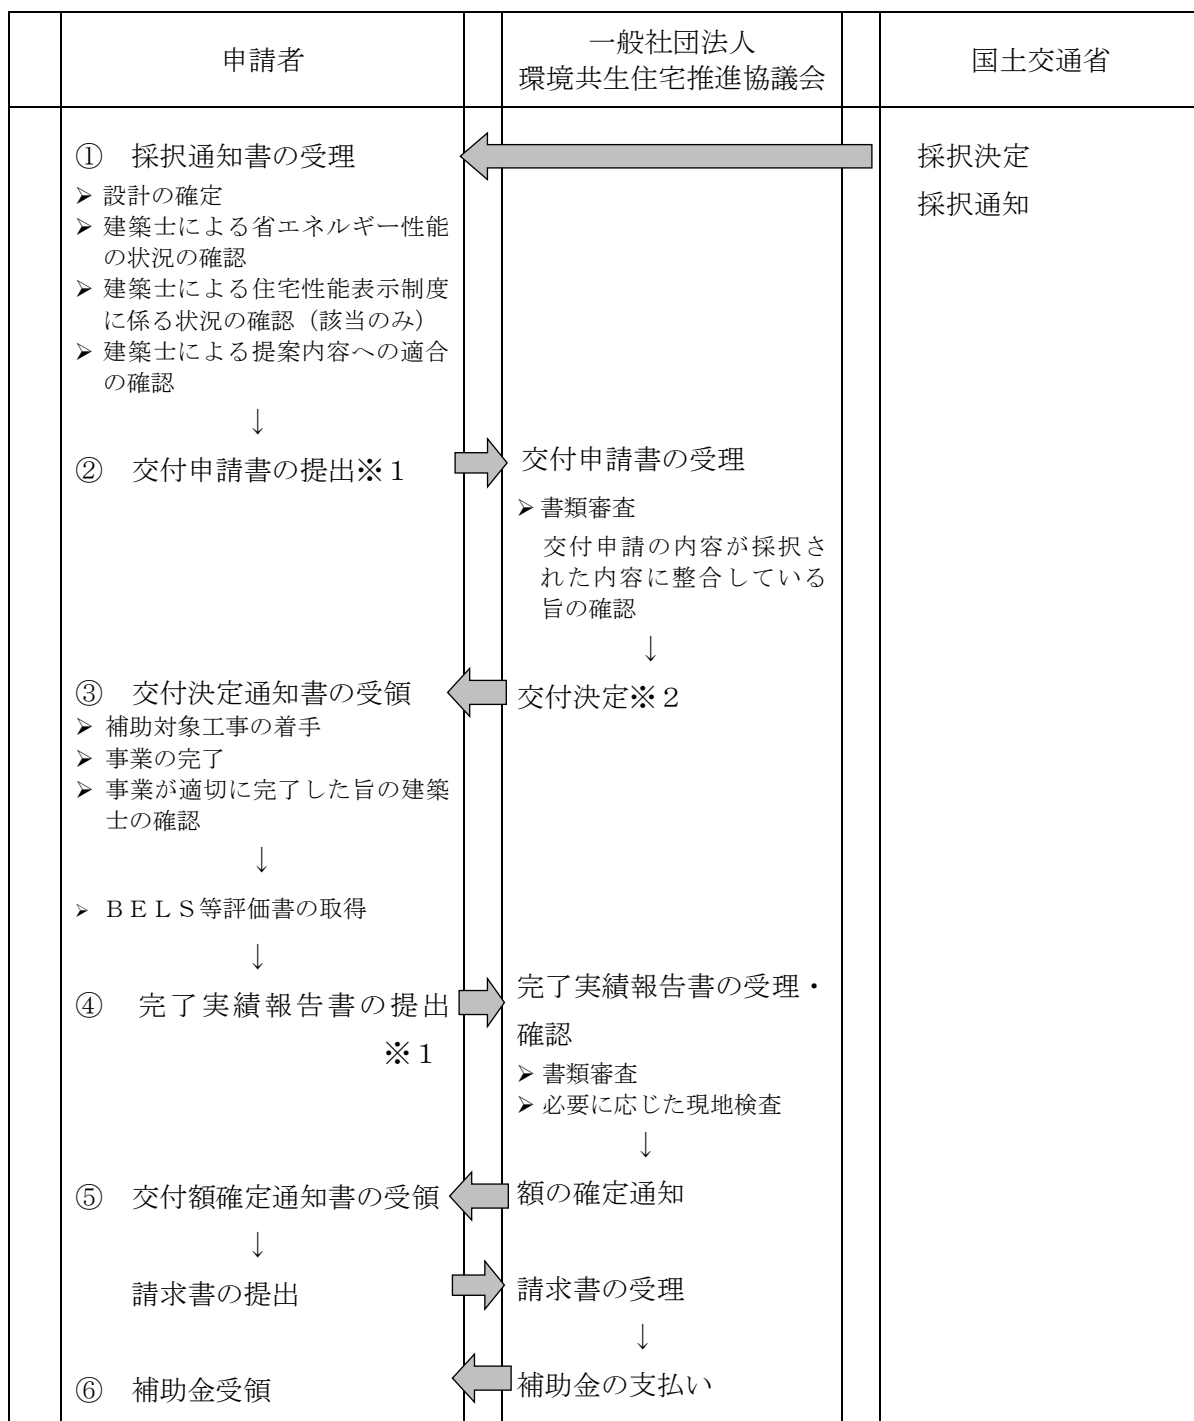 申請者
一般社団法人
環境共生住宅推進協議会
国土交通省
① 採択通知書の受理
採択決定
採択通知
➢ 設計の確定
➢ 建築士による省エネルギー性能
の状況の確認
➢ 建築士による住宅性能表示制度
に係る状況の確認（該当のみ）
➢ 建築士による提案内容への適合
の確認
↓
② 交付申請書の提出※１
交付申請書の受理
➢ 書類審査
交付申請の内容が採択さ
れた内容に整合している
旨の確認
↓
③ 交付決定通知書の受領
交付決定※２
➢ 補助対象工事の着手
➢ 事業の完了
➢ 事業が適切に完了した旨の建築
士の確認
↓
➢ ＢＥＬＳ等評価書の取得
↓
④ 完了実績報告書の提出
※１
完了実績報告書の受理・
確認
➢ 書類審査
➢ 必要に応じた現地検査
↓
⑤ 交付額確定通知書の受領
額の確定通知
↓
請求書の提出
請求書の受理
↓
⑥ 補助金受領
補助金の支払い